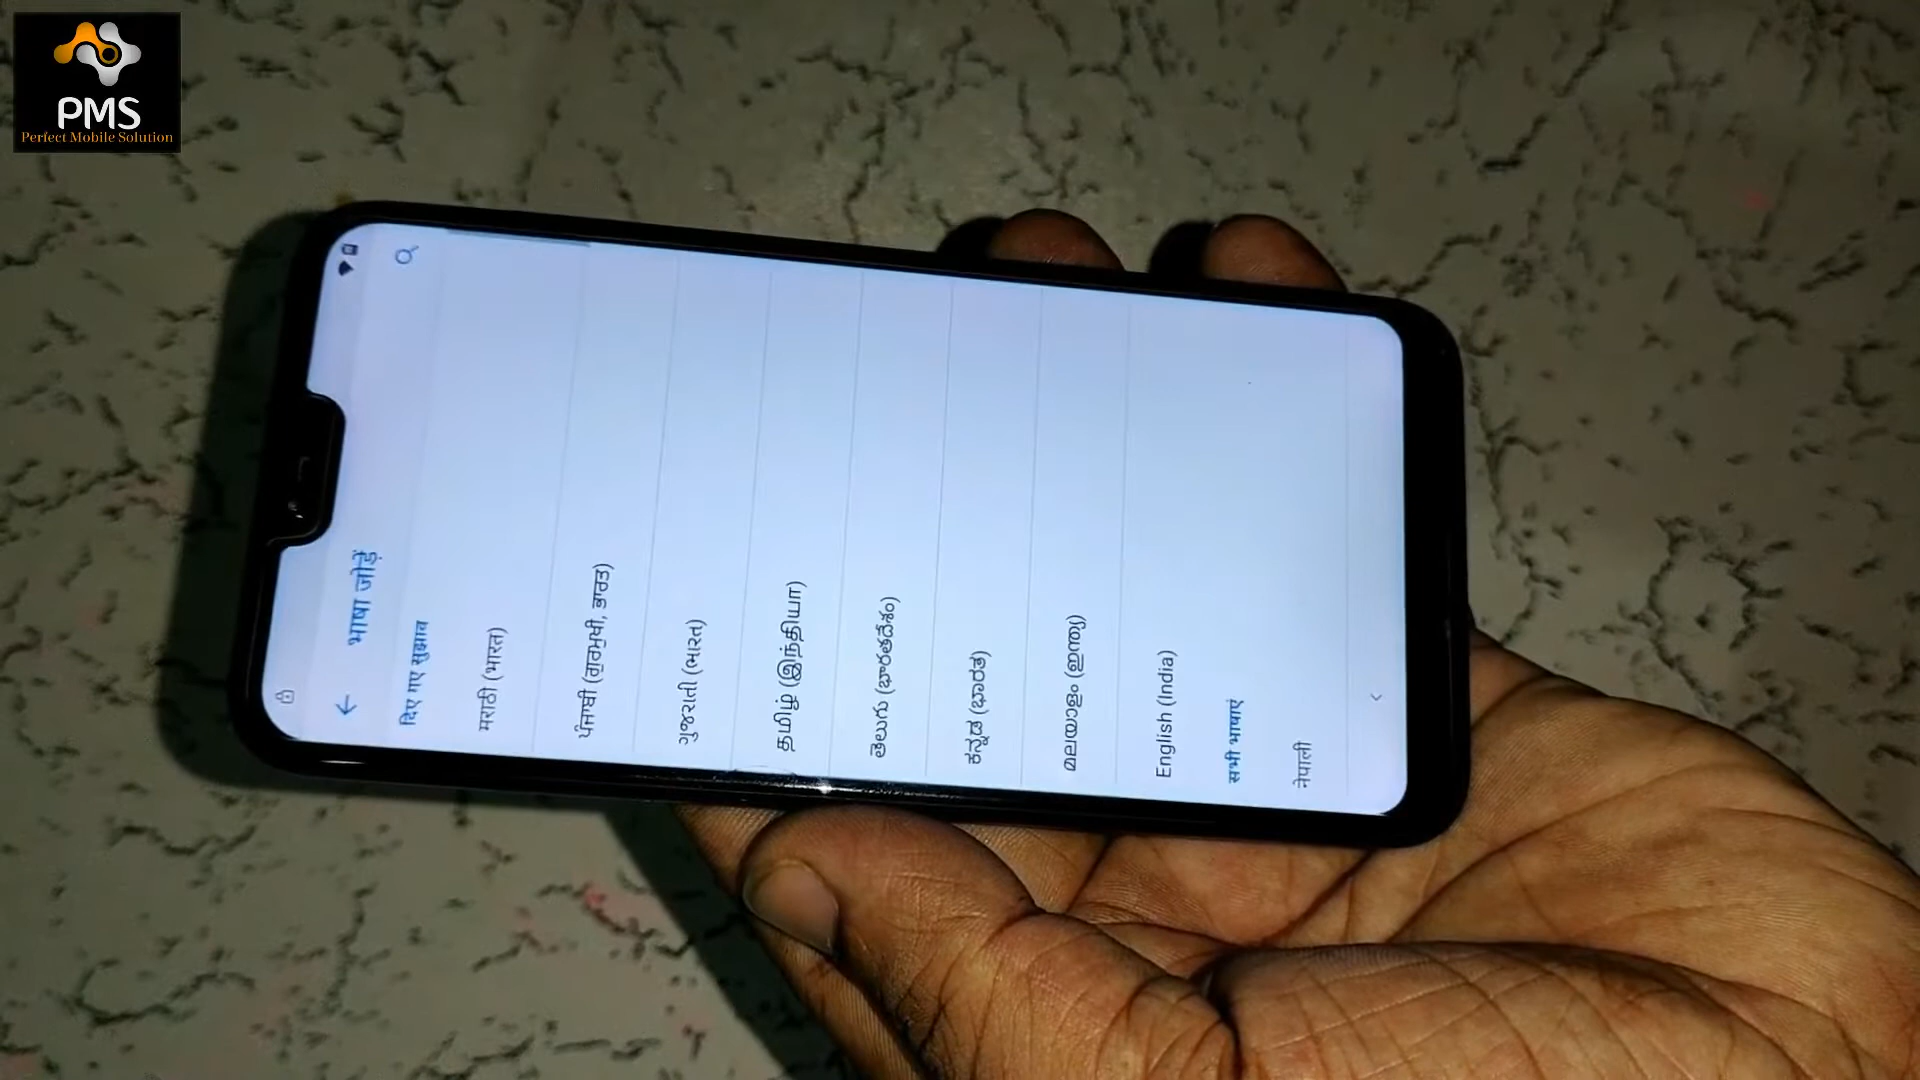 PMS
Perfect Mobile Solution
भाषा जोड़ें
दिए गए सुझाव
मराठी (भारत)
ਪੰਜਾਬੀ (ਗੁਰਮੁਖੀ, ਭਾਰਤ)
ગુજરાતી (ભારત)
தமிழ் (இந்தியா)
తెలుగు (భారతదేశం)
ಕನ್ನಡ (ಭಾರತ)
മലയാളം (ഇന്ത്യ)
English (India)
सभी भाषाएं
नेपाली